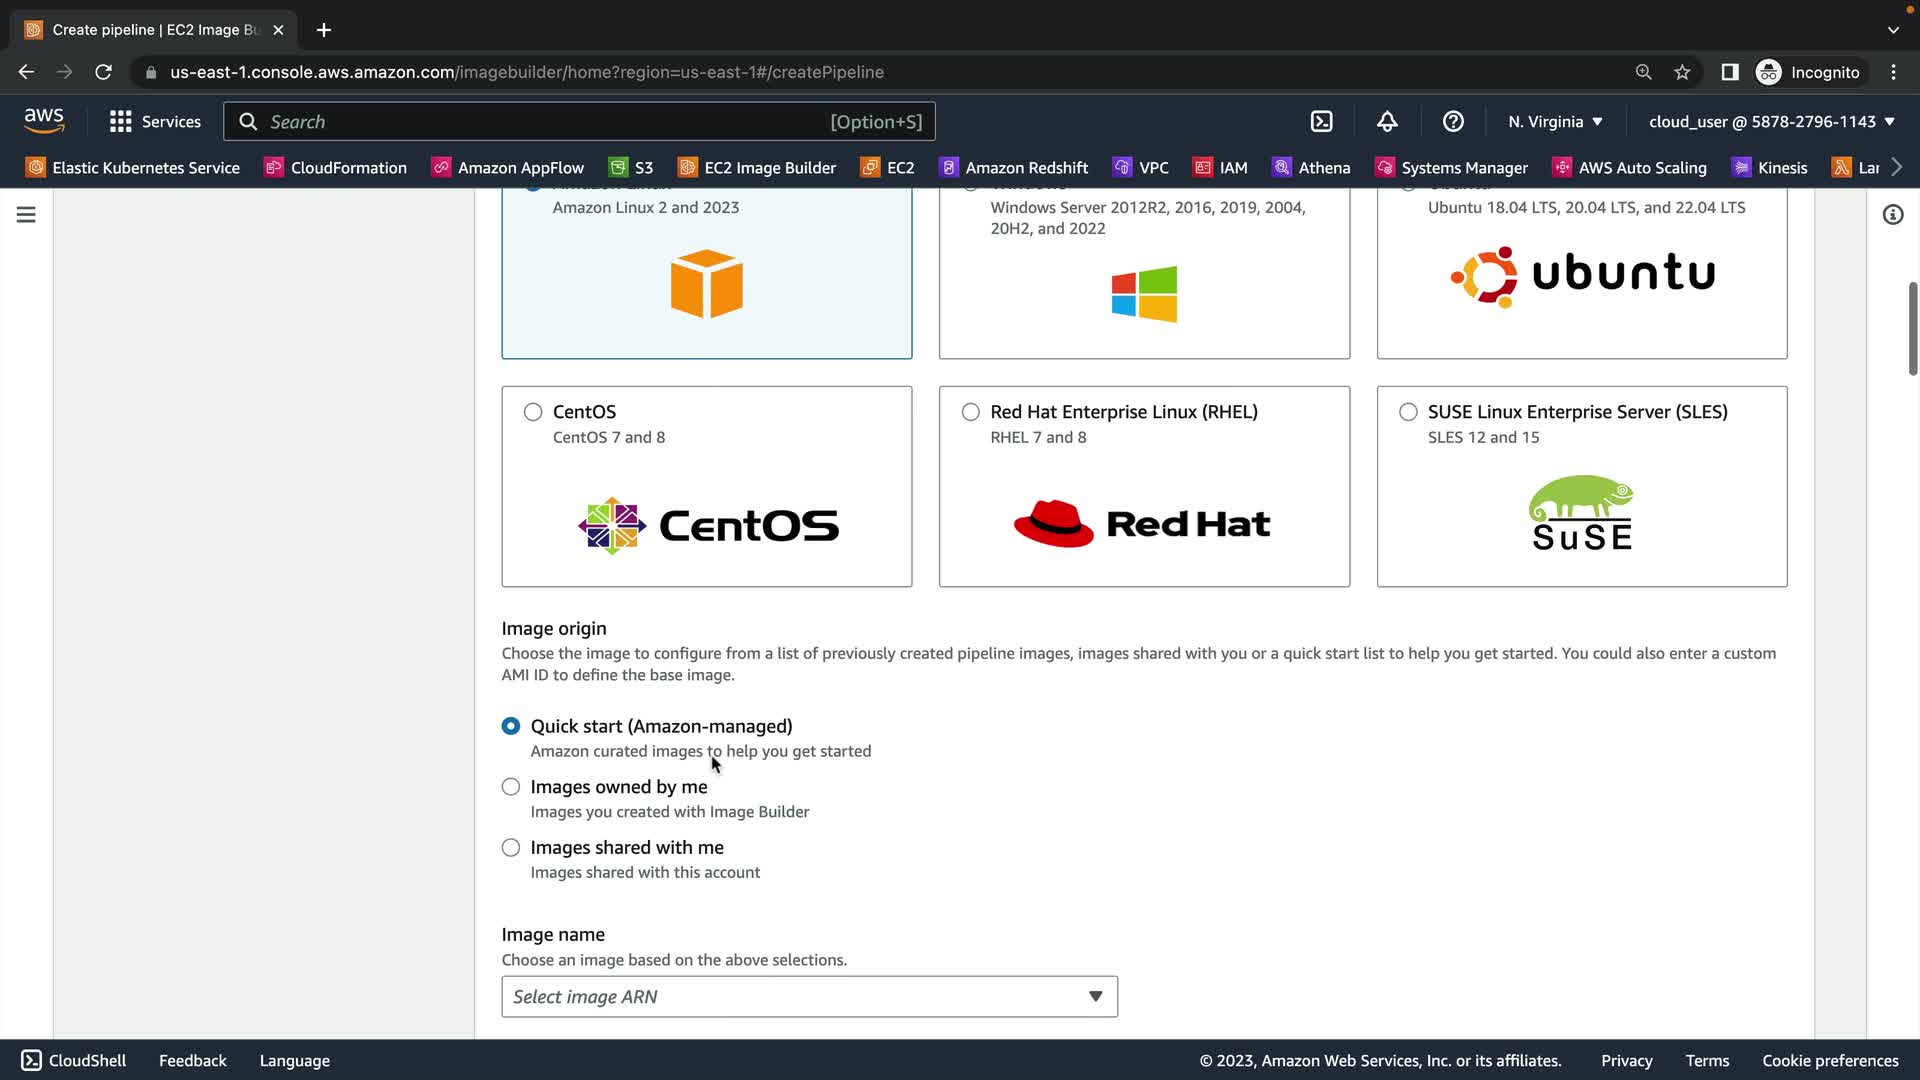 Create pipeline | EC2 Image Bu
us-east-1.console.aws.amazon.com/imagebuilder/home?region=us-east-1#/createPipeline
Incognito
aws
Services
Search
[Option+S]
N. Virginia
cloud_user @ 5878-2796-1143
Elastic Kubernetes Service
CloudFormation
Amazon AppFlow
S3
EC2 Image Builder
EC2
Amazon Redshift
VPC
IAM
Athena
Systems Manager
AWS Auto Scaling
Kinesis
Lar
Amazon Linux 2 and 2023
Windows Server 2012R2, 2016, 2019, 2004,
20H2, and 2022
Ubuntu 18.04 LTS, 20.04 LTS, and 22.04 LTS
ubuntu
CentOS
CentOS 7 and 8
CentOS
Red Hat Enterprise Linux (RHEL)
RHEL 7 and 8
Red Hat
SUSE Linux Enterprise Server (SLES)
SLES 12 and 15
SuSE
Image origin
Choose the image to configure from a list of previously created pipeline images, images shared with you or a quick start list to help you get started. You could also enter a custom
AMI ID to define the base image.
Quick start (Amazon-managed)
Amazon curated images to help you get started
Images owned by me
Images you created with Image Builder
Images shared with me
Images shared with this account
Image name
Choose an image based on the above selections.
Select image ARN
CloudShell
Feedback
Language
© 2023, Amazon Web Services, Inc. or its affiliates.
Privacy
Terms
Cookie preferences